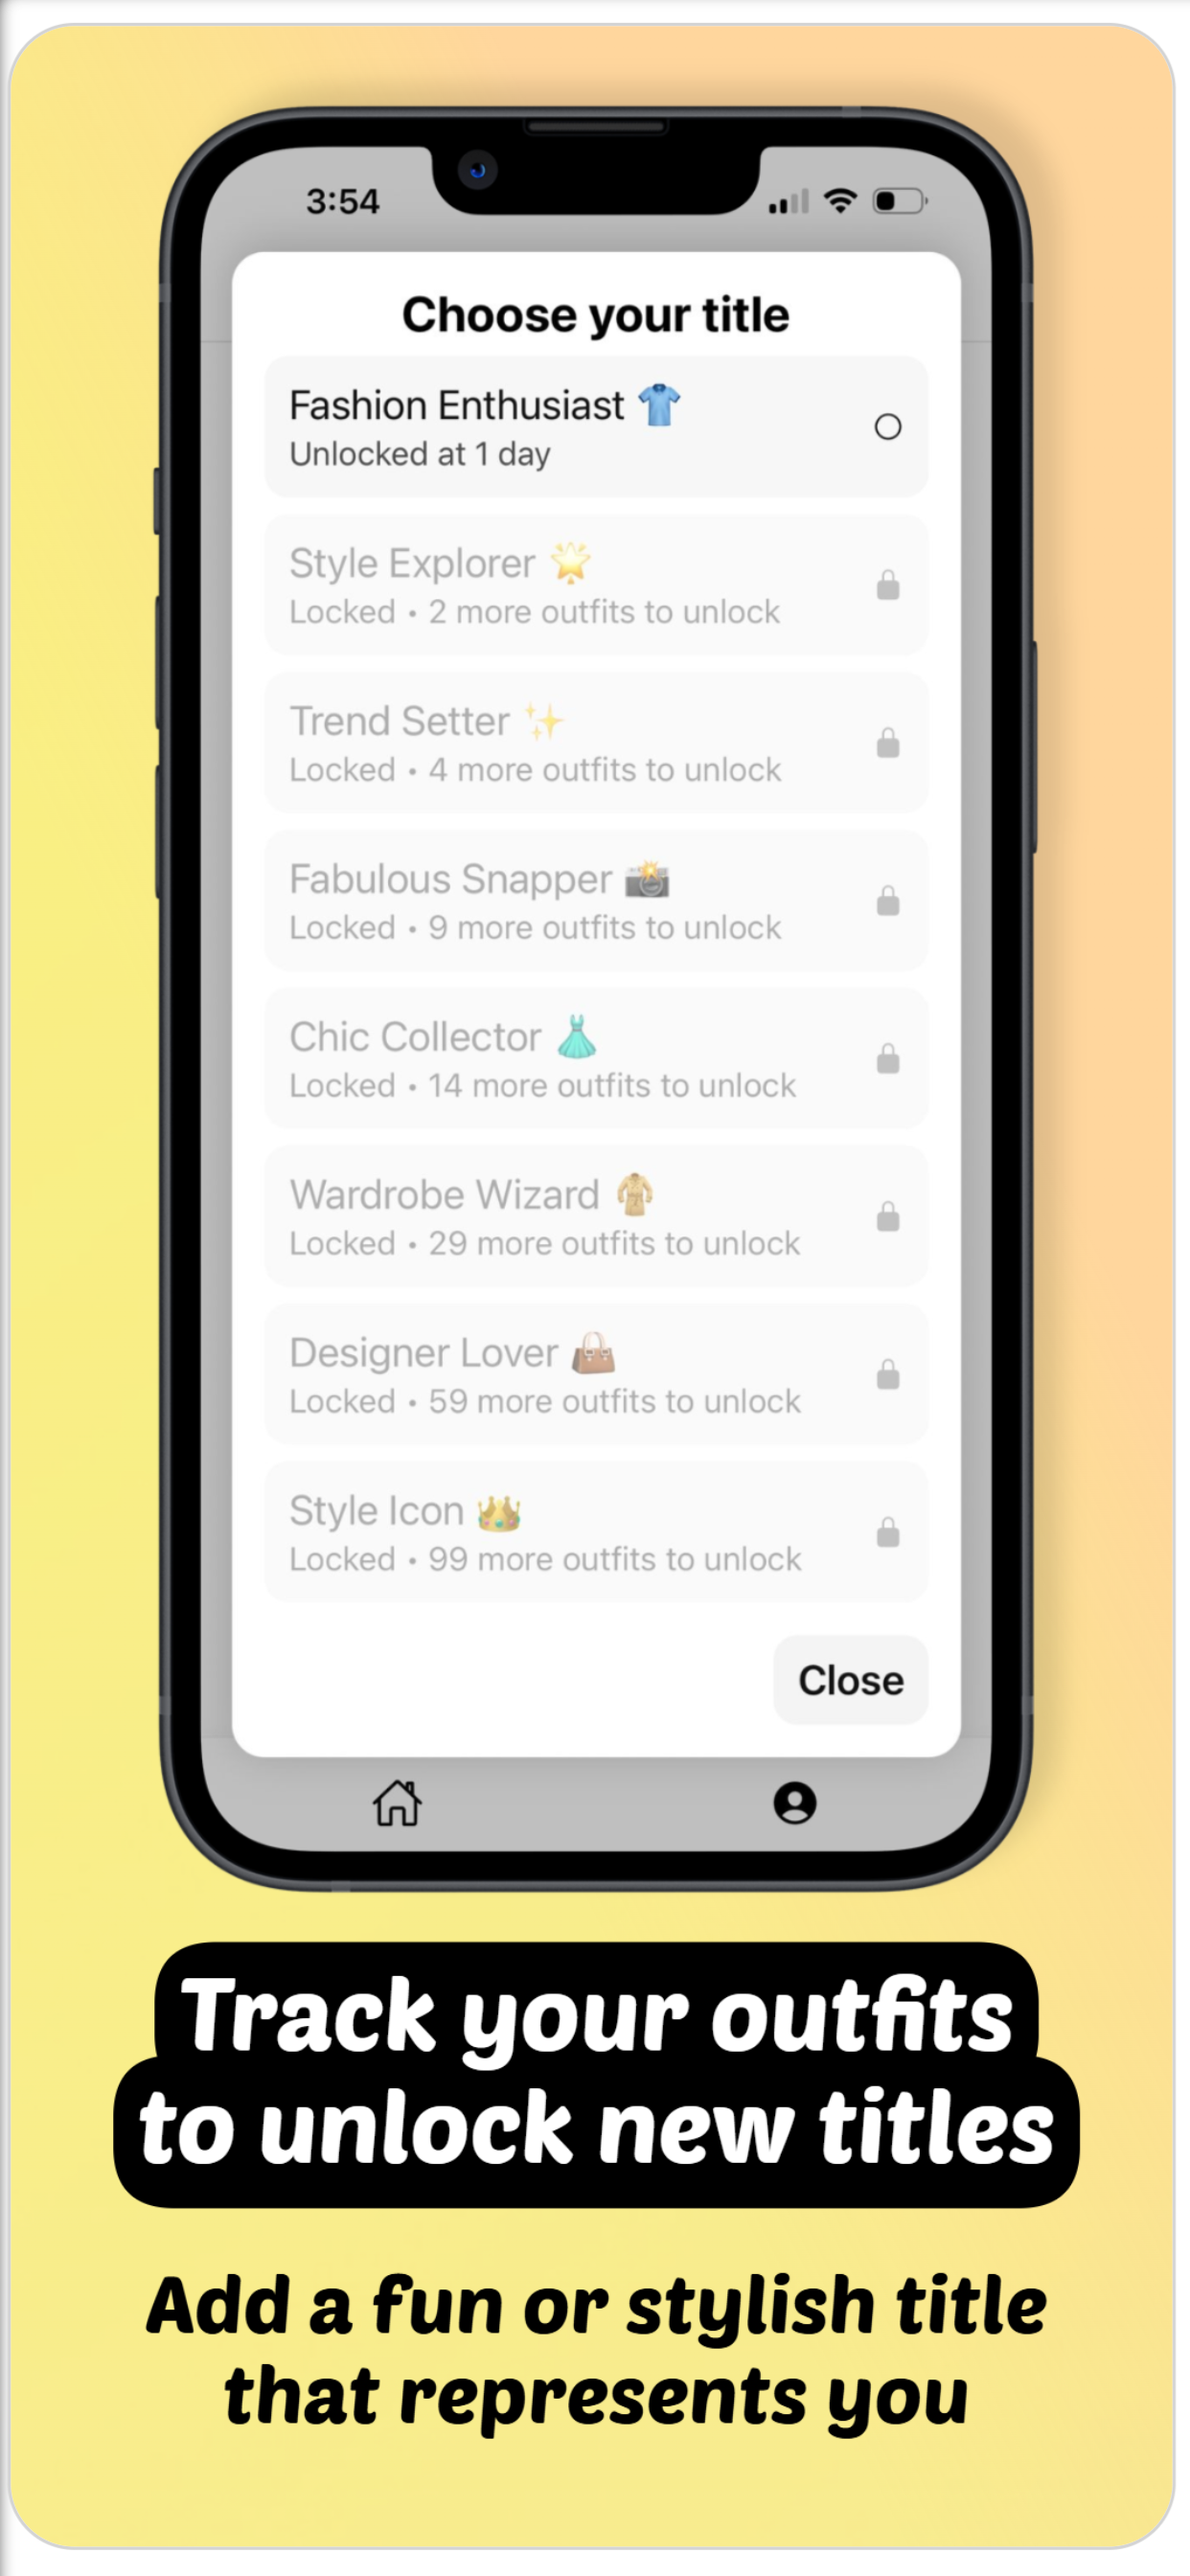 3:54
Choose your title
Fashion Enthusiast 👕
Unlocked at 1 day
Style Explorer 🌟
Locked • 2 more outfits to unlock
Trend Setter ✨
Locked • 4 more outfits to unlock
Fabulous Snapper 📸
Locked • 9 more outfits to unlock
Chic Collector 👗
Locked • 14 more outfits to unlock
Wardrobe Wizard 🧥
Locked • 29 more outfits to unlock
Designer Lover 👜
Locked • 59 more outfits to unlock
Style Icon 👑
Locked • 99 more outfits to unlock
Close
Track your outfits
to unlock new titles
Add a fun or stylish title
that represents you